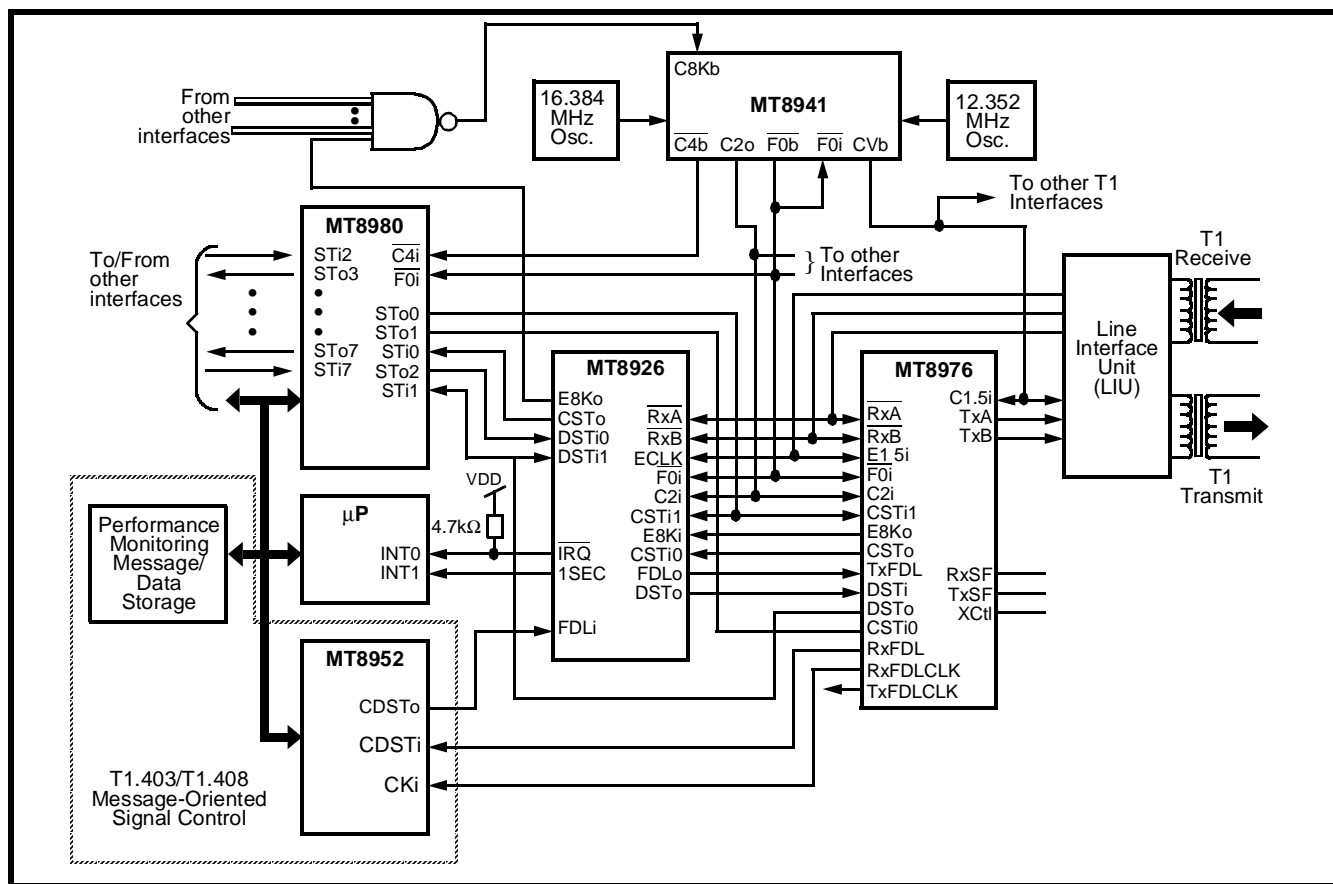 C8Kb
MT8941
C4b C2o F0b F0i CVb
16.384
MHz
Osc.
12.352
MHz
Osc.
From
other
interfaces
To other T1
Interfaces
To other
Interfaces
To/From
other
interfaces
MT8980
STi2
STo3
STo7
STi7
C4i
F0i
STo0
STo1
STi0
STo2
STi1
MT8926
E8Ko
CSTo
DSTi0
DSTi1
IRQ
1SEC
FDLi
RxA
RxB
ECLK
F0i
C2i
CSTi1
E8Ki
CSTi0
FDLo
DSTo
MT8976
RxA
RxB
E1 5i
F0i
C2i
CSTi1
E8Ko
CSTo
TxFDL
DSTi
DSTo
CSTi0
RxFDL
RxFDLCLK
TxFDLCLK
C1.5i
TxA
TxB
RxSF
TxSF
XCtl
Line
Interface
Unit
(LIU)
T1
Receive
T1
Transmit
VDD
4.7kΩ
µP
INT0
INT1
Performance
Monitoring
Message/
Data
Storage
MT8952
CDSTo
CDSTi
CKi
T1.403/T1.408
Message-Oriented
Signal Control